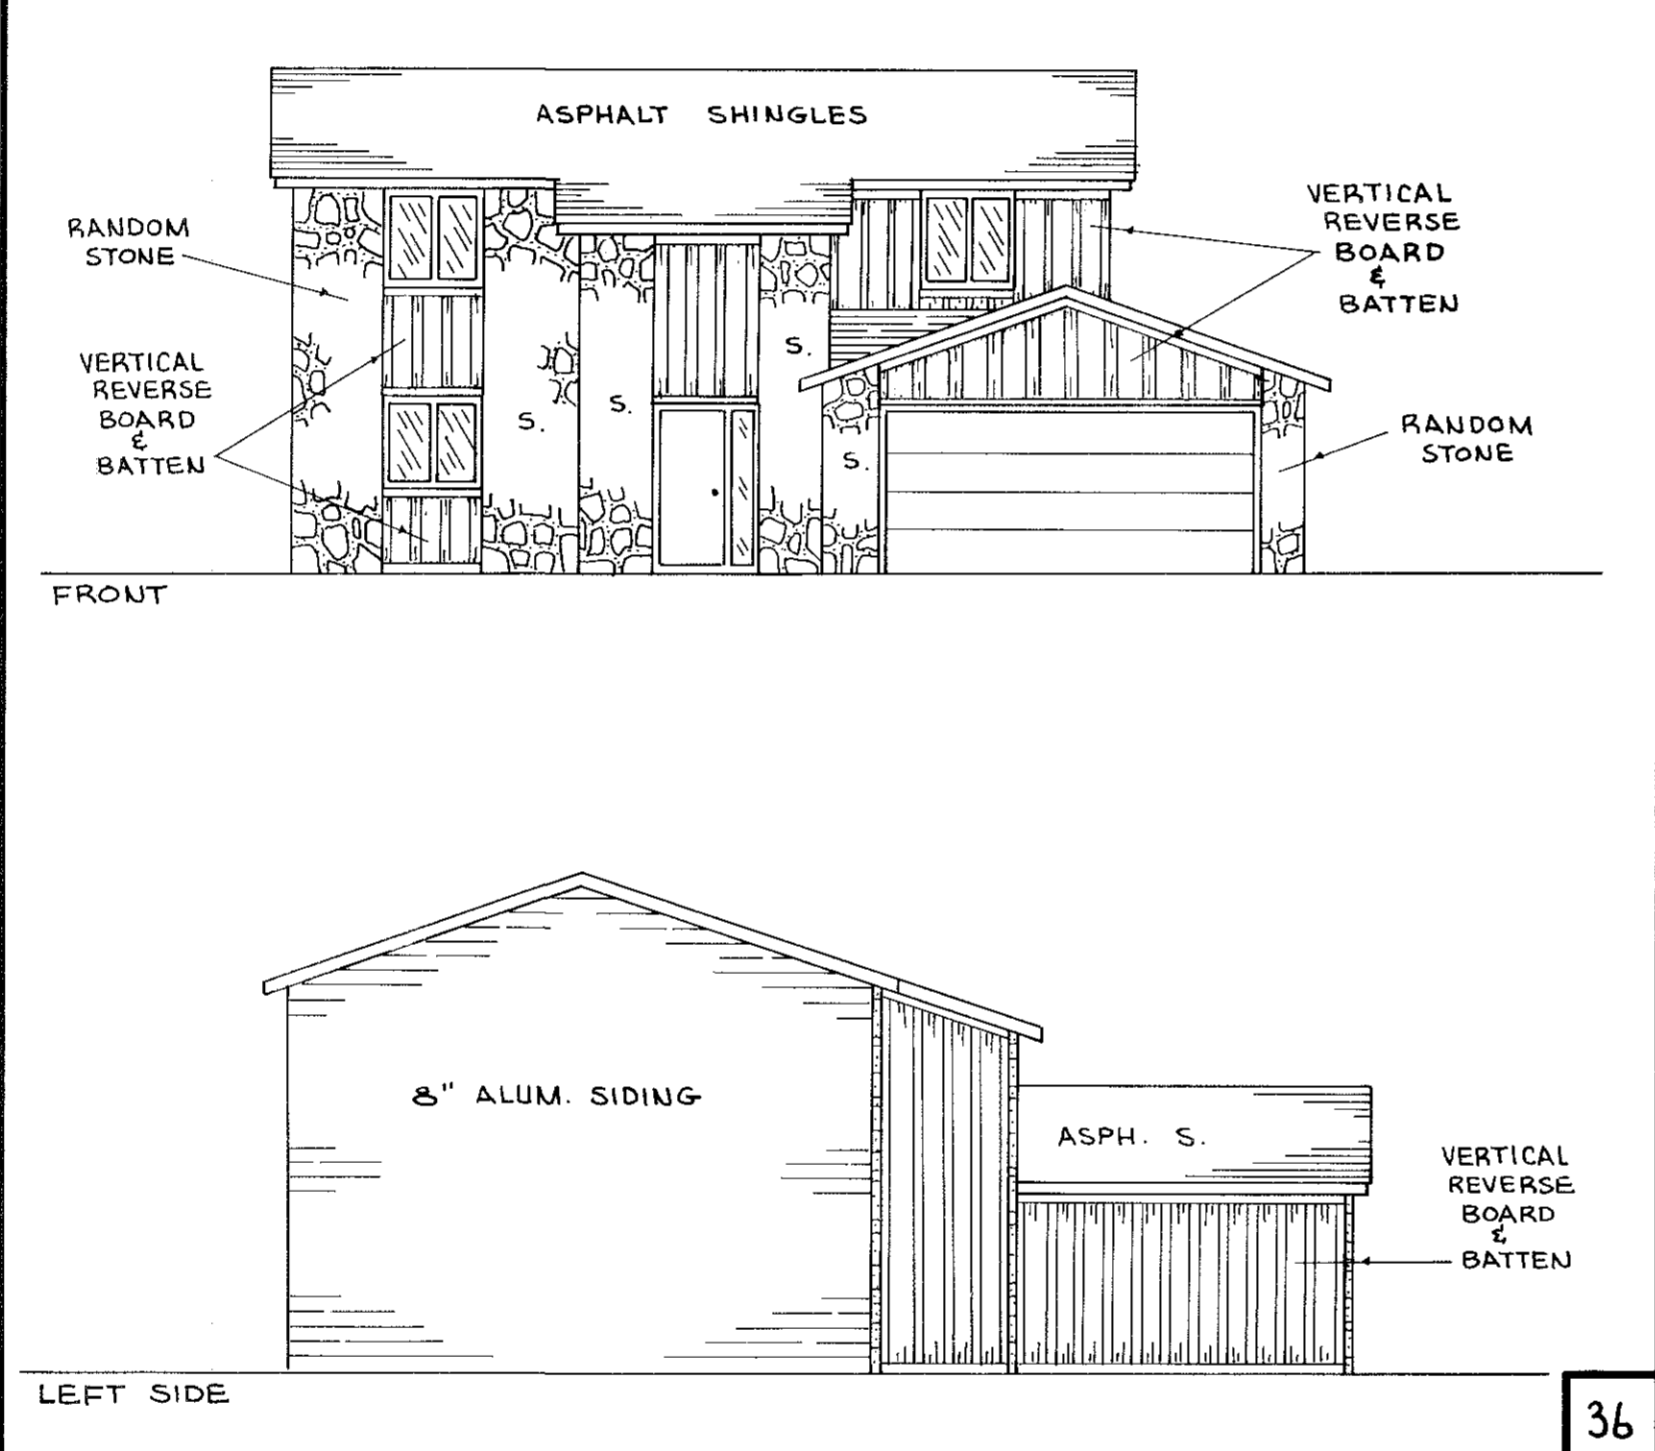 ASPHALT SHINGLES
RANDOM
STONE
VERTICAL
REVERSE
BOARD
&
BATTEN
VERTICAL
REVERSE
BOARD
&
BATTEN
S.
S.
S.
S.
RANDOM
STONE
FRONT
8" ALUM. SIDING
ASPH. S.
VERTICAL
REVERSE
BOARD
&
BATTEN
LEFT SIDE
36